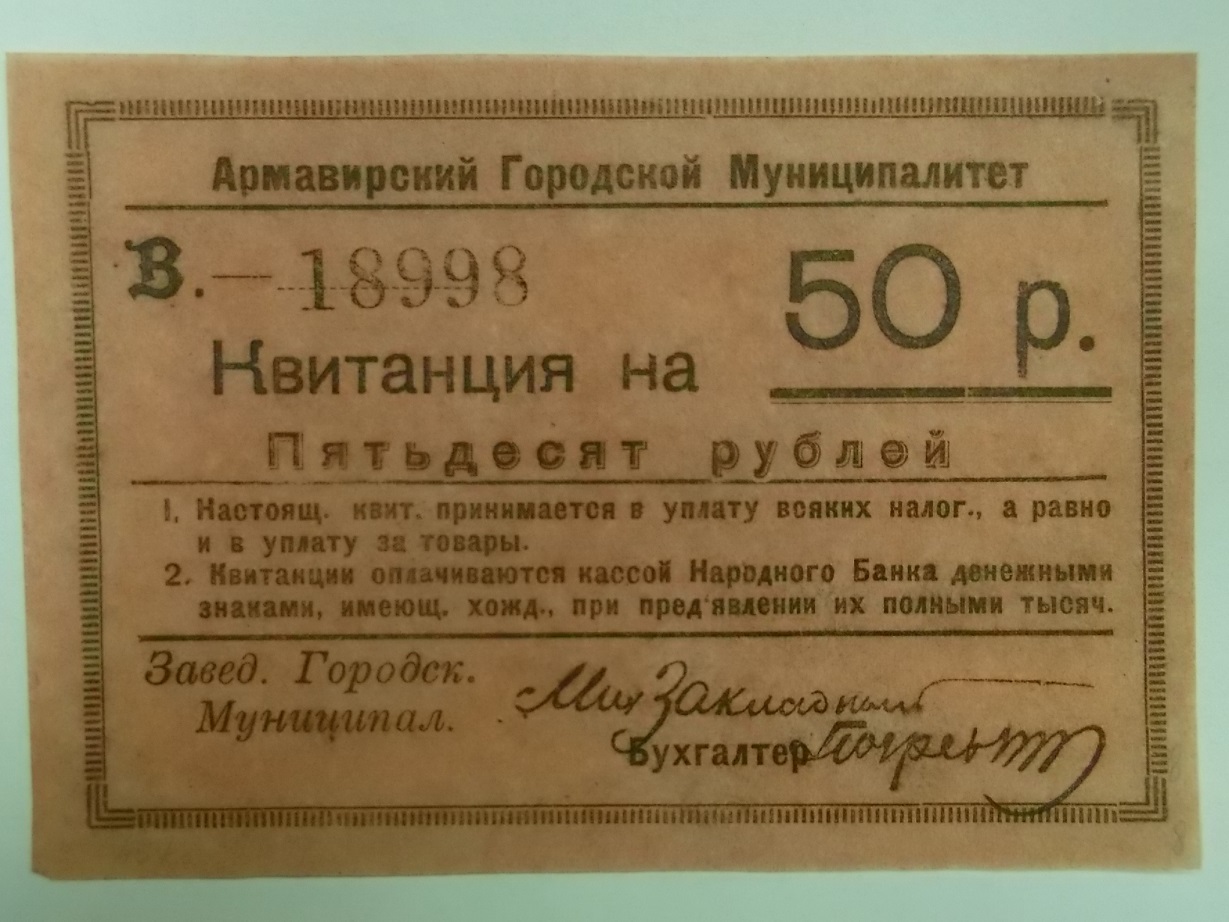 Армавирский Городской Муниципалитет
В.— 18998
50 р.
Квитанция на
Пятьдесят рублей
1. Настоящ. квит. принимается в уплату всяких налог., а равно
и в уплату за товары.
2. Квитанции оплачиваются кассой Народного Банка денежными
знаками, имеющ. хожд., при пред'явлении их полными тысяч.
Завед. Городск.
Муниципал.
Мих Закладный
Бухгалтер